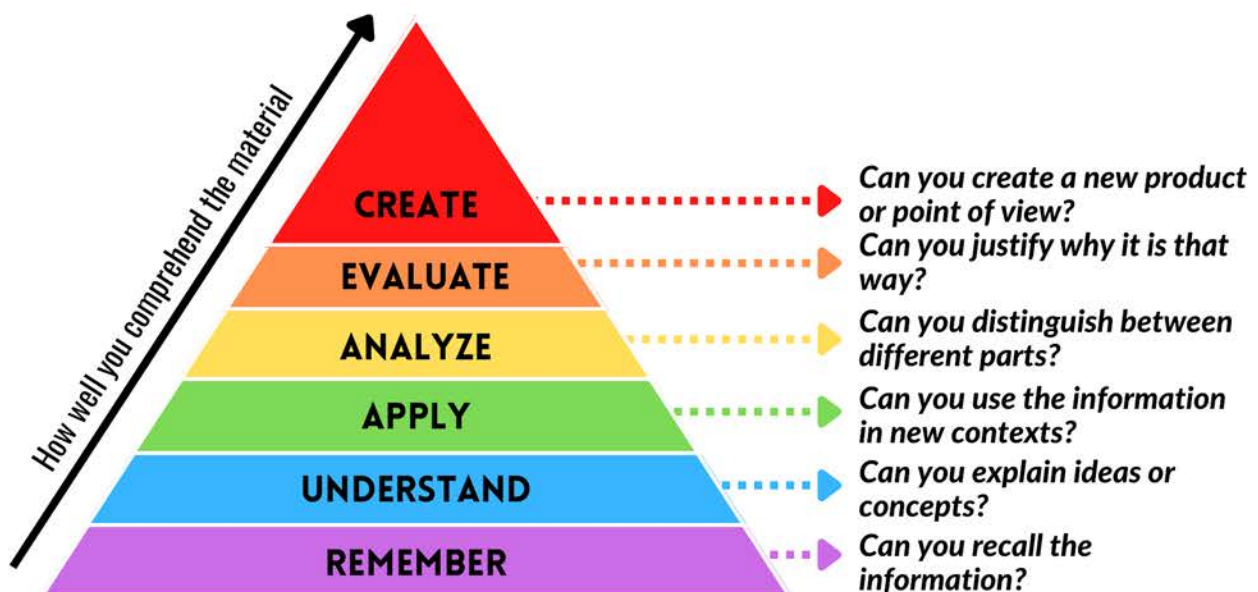 How well you comprehend the material
CREATE
Can you create a new product
or point of view?
EVALUATE
Can you justify why it is that
way?
ANALYZE
Can you distinguish between
different parts?
APPLY
Can you use the information
in new contexts?
UNDERSTAND
Can you explain ideas or
concepts?
REMEMBER
Can you recall the
information?